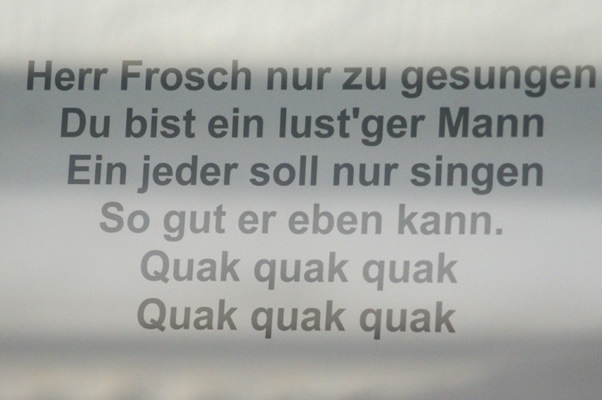 Herr Frosch nur zu gesungen
Du bist ein lust'ger Mann
Ein jeder soll nur singen
So gut er eben kann.
Quak quak quak
Quak quak quak